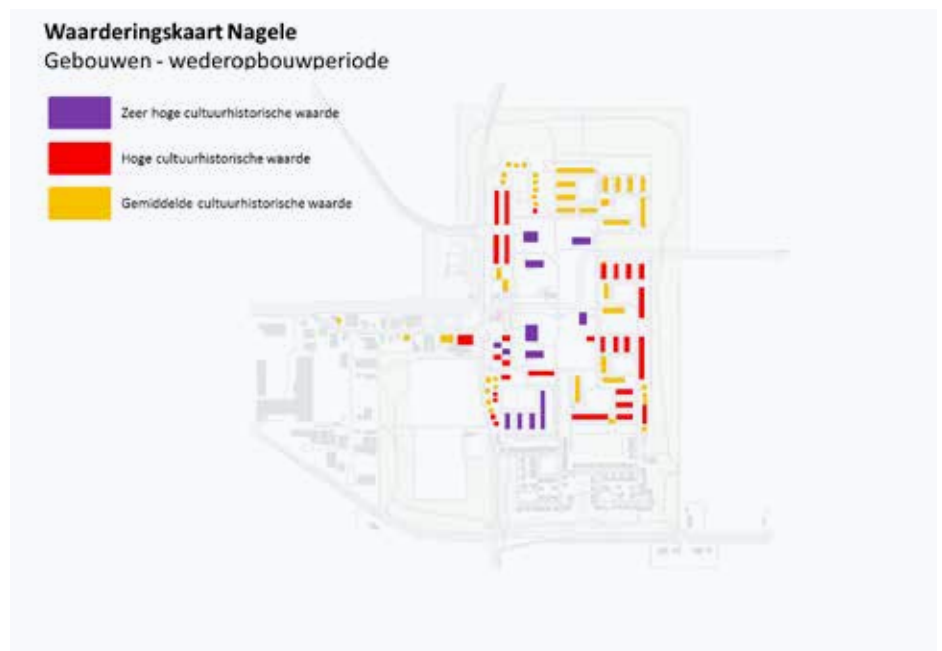 Waarderingskaart Nagele
Gebouwen - wederopbouwperiode
Zeer hoge cultuurhistorische waarde
Hoge cultuurhistorische waarde
Gemiddelde cultuurhistorische waarde